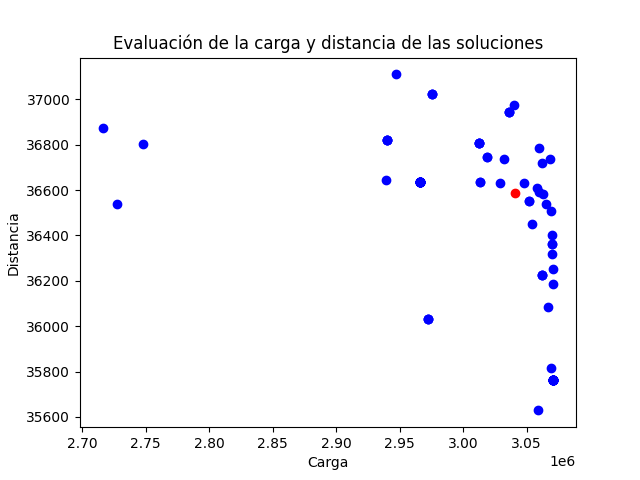 Evaluación de la carga y distancia de las soluciones
37000
36800
36600
36400
36200
36000
35800
35600
Distancia
2.70 2.75 2.80 2.85 2.90 2.95 3.00 3.05
Carga 1e6